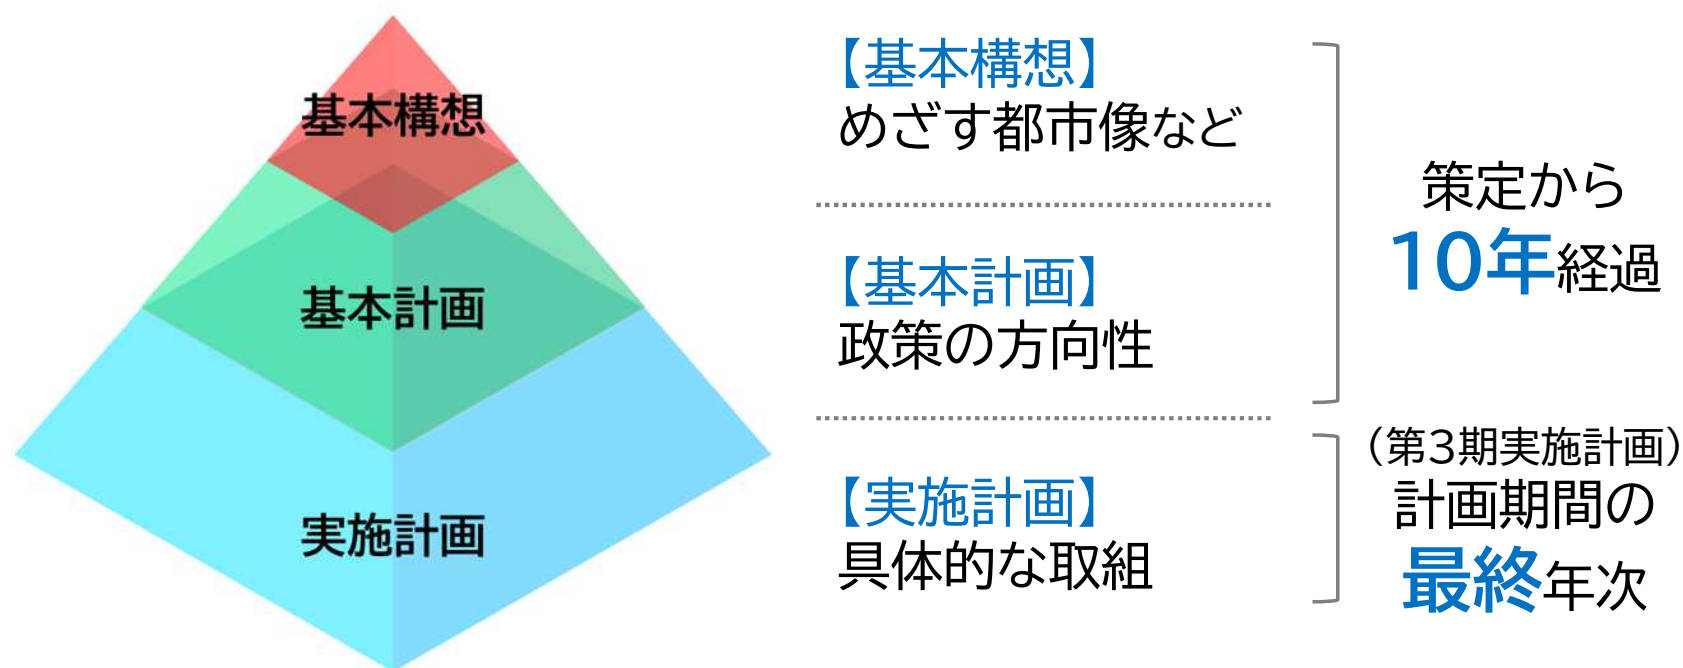 基本構想
基本計画
実施計画
【基本構想】
めざす都市像など
【基本計画】
政策の方向性
【実施計画】
具体的な取組
策定から
10年経過
（第3期実施計画）
計画期間の
最終年次